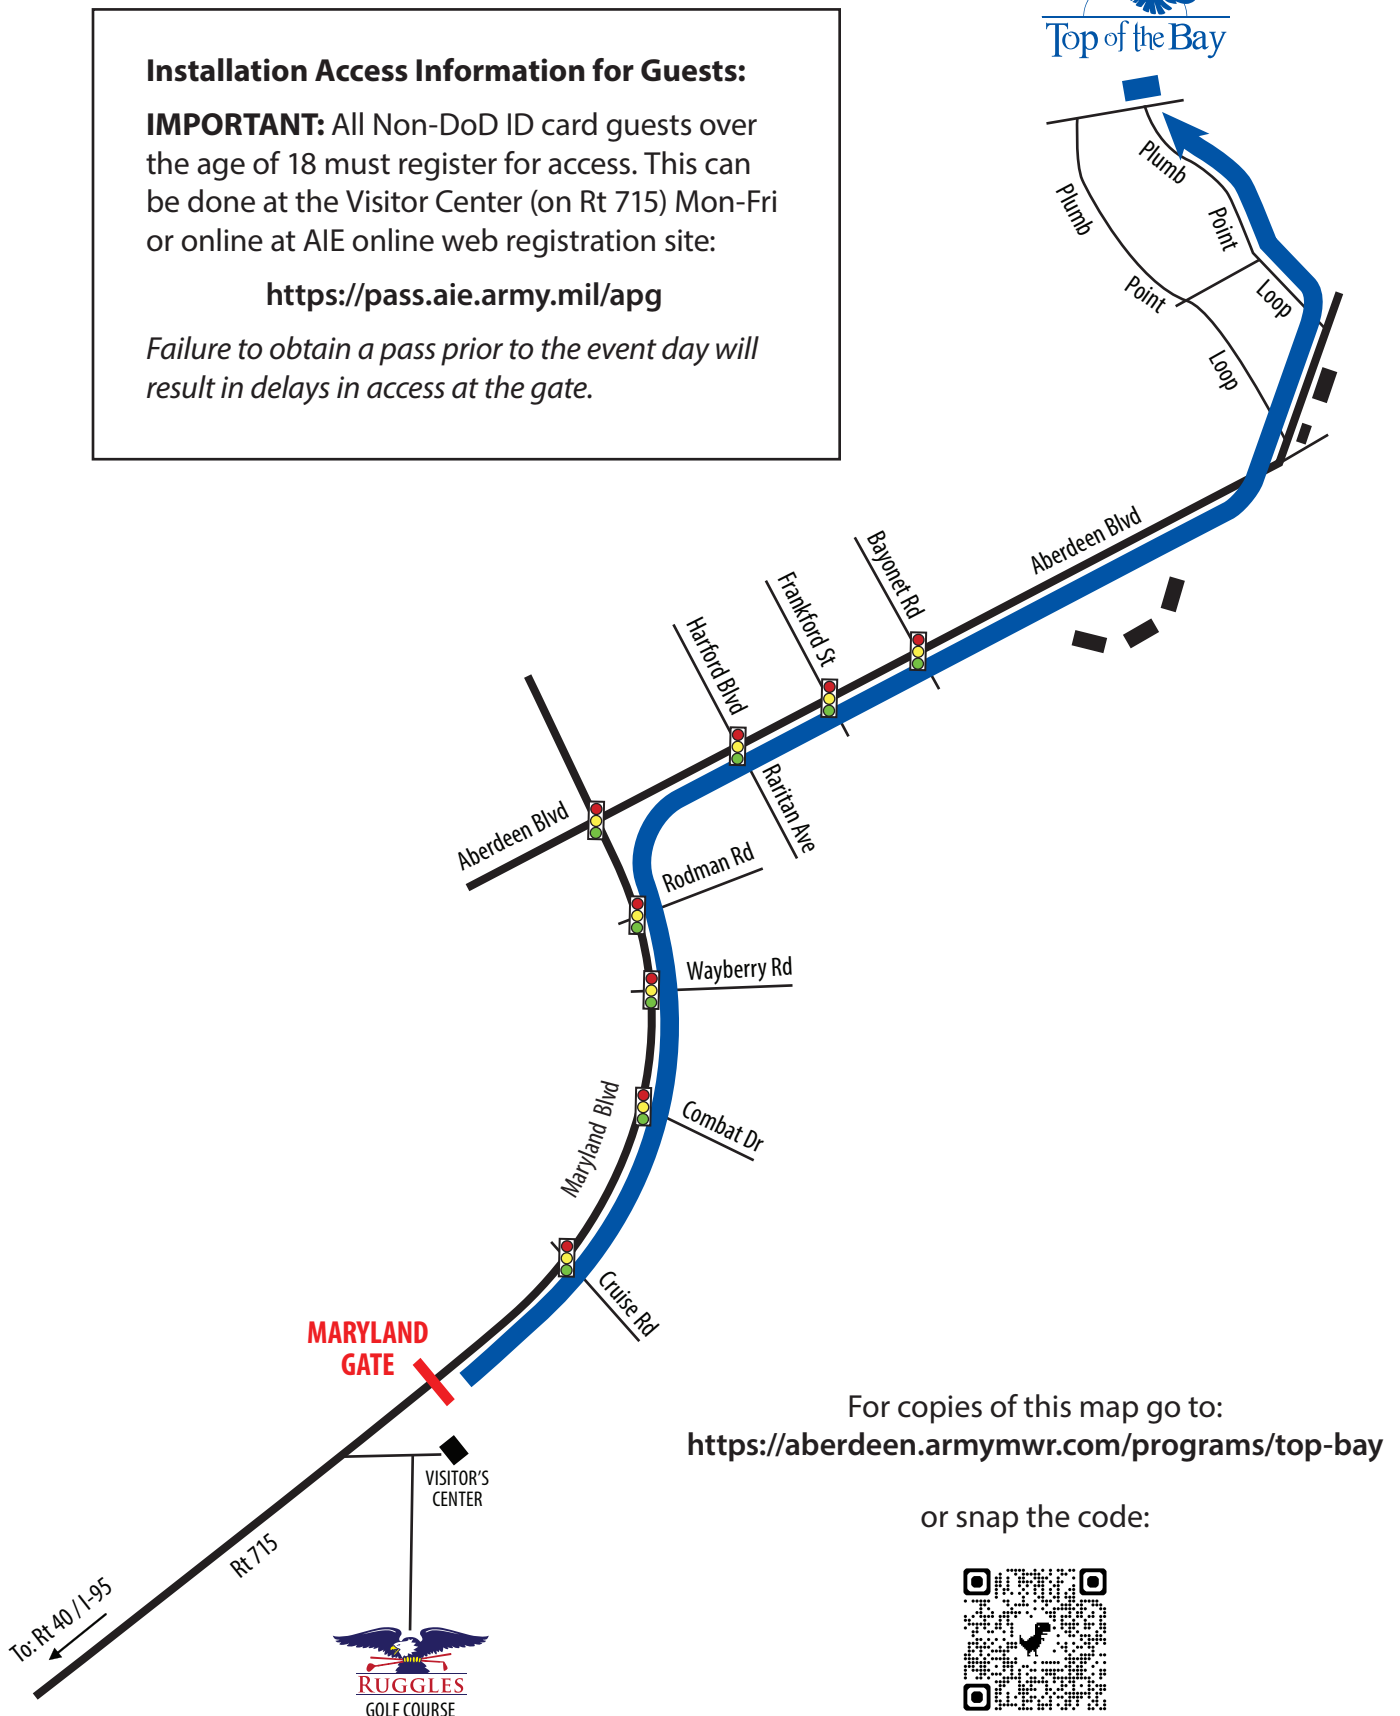 Top of the Bay
Installation Access Information for Guests:
IMPORTANT: All Non-DoD ID card guests over
the age of 18 must register for access. This can
be done at the Visitor Center (on Rt 715) Mon-Fri
or online at AIE online web registration site:
https://pass.aie.army.mil/apg
Failure to obtain a pass prior to the event day will
result in delays in access at the gate.
Plumb
Point
Loop
Plumb
Point
Loop
Aberdeen Blvd
Bayonet Rd
Frankford St
Harford Blvd
Raritan Ave
Aberdeen Blvd
Rodman Rd
Wayberry Rd
Combat Dr
Maryland Blvd
Cruise Rd
MARYLAND
GATE
VISITOR'S
CENTER
Rt 715
To: Rt 40 / I-95
RUGGLES
GOLF COURSE
For copies of this map go to:
https://aberdeen.armymwr.com/programs/top-bay
or snap the code: